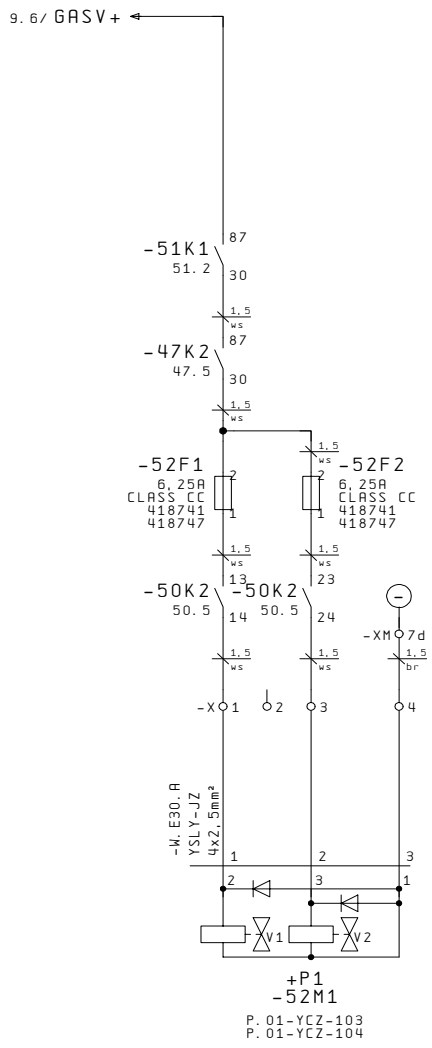 9.6/ GASV+
87
-51K1
51.2
30
1,5
ws
87
-47K2
47.5
30
1,5
ws
1,5
ws
-52F1
6,25A
CLASS CC
418741
418747
2
1
-52F2
6,25A
CLASS CC
418741
418747
2
1
1,5
ws
1,5
ws
13
-50K2
50.5
14
23
-50K2
50.5
24
-
-XM 7d
1,5
ws
1,5
ws
1,5
br
-X 1
2
3
4
-W.E30.A
YSLY-JZ
4x2,5mm²
1
2
3
2
3
1
V1
V2
+P1
-52M1
P.01-YCZ-103
P.01-YCZ-104